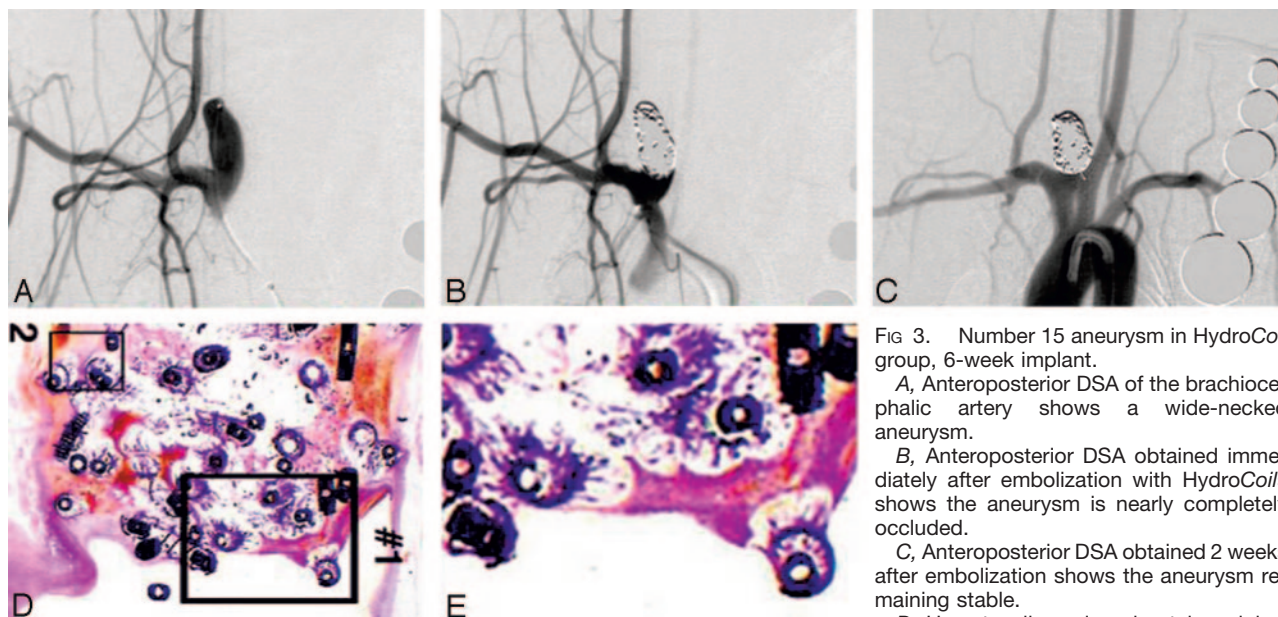 A
B
C
2
#1
D
E
FIG 3. Number 15 aneurysm in HydroCo
group, 6-week implant.
A, Anteroposterior DSA of the brachioce-
phalic artery shows a wide-necke
aneurysm.
B, Anteroposterior DSA obtained imme-
diately after embolization with HydroCoil
shows the aneurysm is nearly completel
occluded.
C, Anteroposterior DSA obtained 2 week
after embolization shows the aneurysm re-
maining stable.